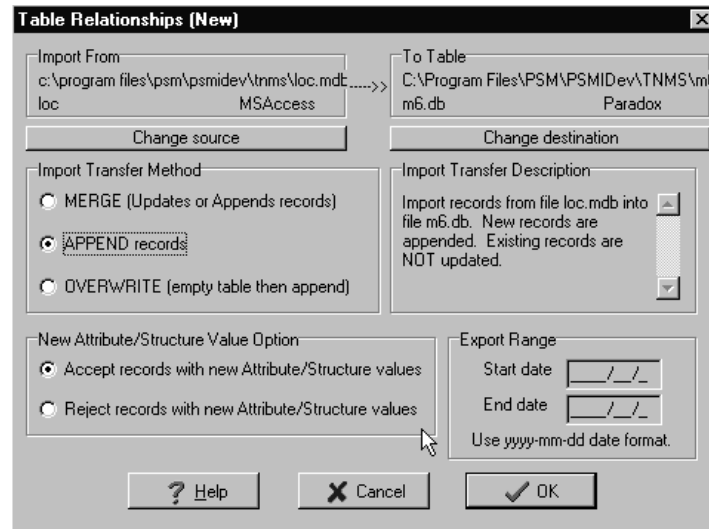 Table Relationships (New)
Import From
c:\program files\psm\psmidev\tnms\loc.mdb
loc MSAccess
---->>
To Table
C:\Program Files\PSM\PSMIDev\TNMS\m
m6.db Paradox
Change source
Change destination
Import Transfer Method
MERGE (Updates or Appends records)
APPEND records
OVERWRITE (empty table then append)
Import Transfer Description
Import records from file loc.mdb into
file m6.db. New records are
appended. Existing records are
NOT updated.
New Attribute/Structure Value Option
Accept records with new Attribute/Structure values
Reject records with new Attribute/Structure values
Export Range
Start date ____/__/_
End date ____/__/_
Use yyyy-mm-dd date format.
? Help
Cancel
OK